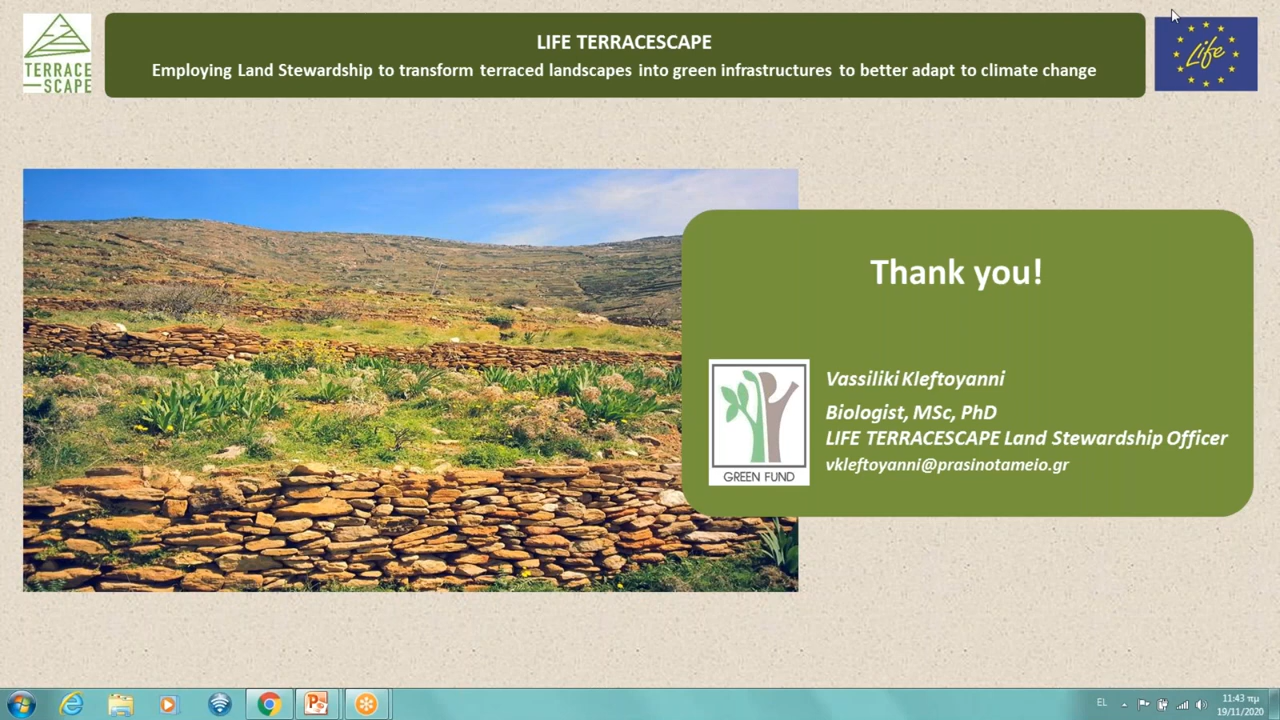 TERRACE
SCAPE
LIFE TERRACESCAPE
Employing Land Stewardship to transform terraced landscapes into green infrastructures to better adapt to climate change
Life
Thank you!
GREEN FUND
Vassiliki Kleftoyanni
Biologist, MSc, PhD
LIFE TERRACESCAPE Land Stewardship Officer
vkleftoyanni@prasinotameio.gr
EL
11:43 πμ
19/11/2020